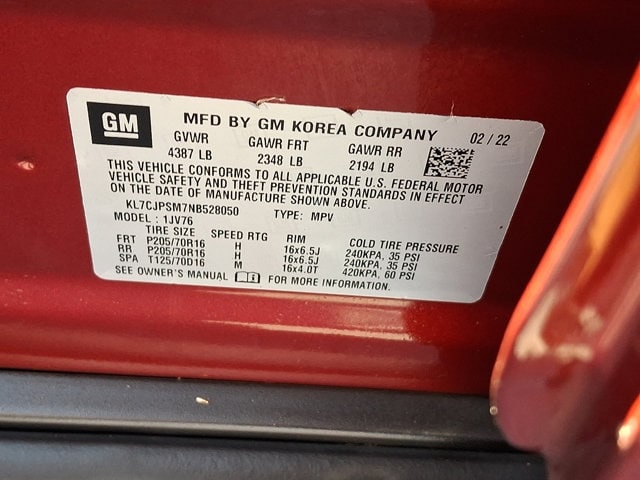 GM
MFD BY GM KOREA COMPANY 02 / 22
GVWR GAWR FRT GAWR RR
4387 LB 2348 LB 2194 LB
THIS VEHICLE CONFORMS TO ALL APPLICABLE U.S. FEDERAL MOTOR
VEHICLE SAFETY AND THEFT PREVENTION STANDARDS IN EFFECT
ON THE DATE OF MANUFACTURE SHOWN ABOVE.
KL7CJPSM7NB528050 TYPE: MPV
MODEL : 1JV76
TIRE SIZE SPEED RTG RIM COLD TIRE PRESSURE
FRT P205/70R16 H 16x6.5J 240KPA, 35 PSI
RR P205/70R16 H 16x6.5J 240KPA, 35 PSI
SPA T125/70D16 M 16x4.0T 420KPA, 60 PSI
SEE OWNER'S MANUAL FOR MORE INFORMATION.